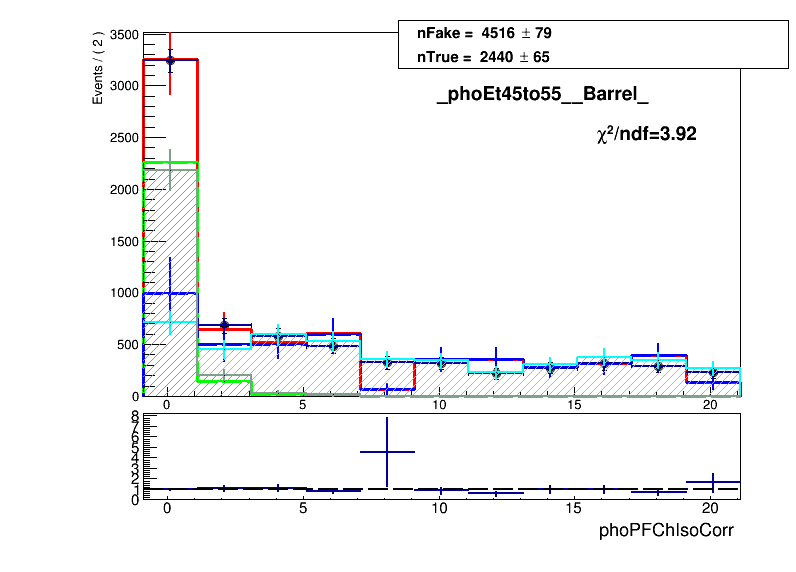 nFake = 4516 ± 79
nTrue = 2440 ± 65
_phoEt45to55__Barrel_
χ²/ndf=3.92
Events / ( 2 )
3500
3000
2500
2000
1500
1000
500
0
0 5 10 15 20
8
7
6
5
4
3
2
1
0
0 5 10 15 20
phoPFChIsoCorr